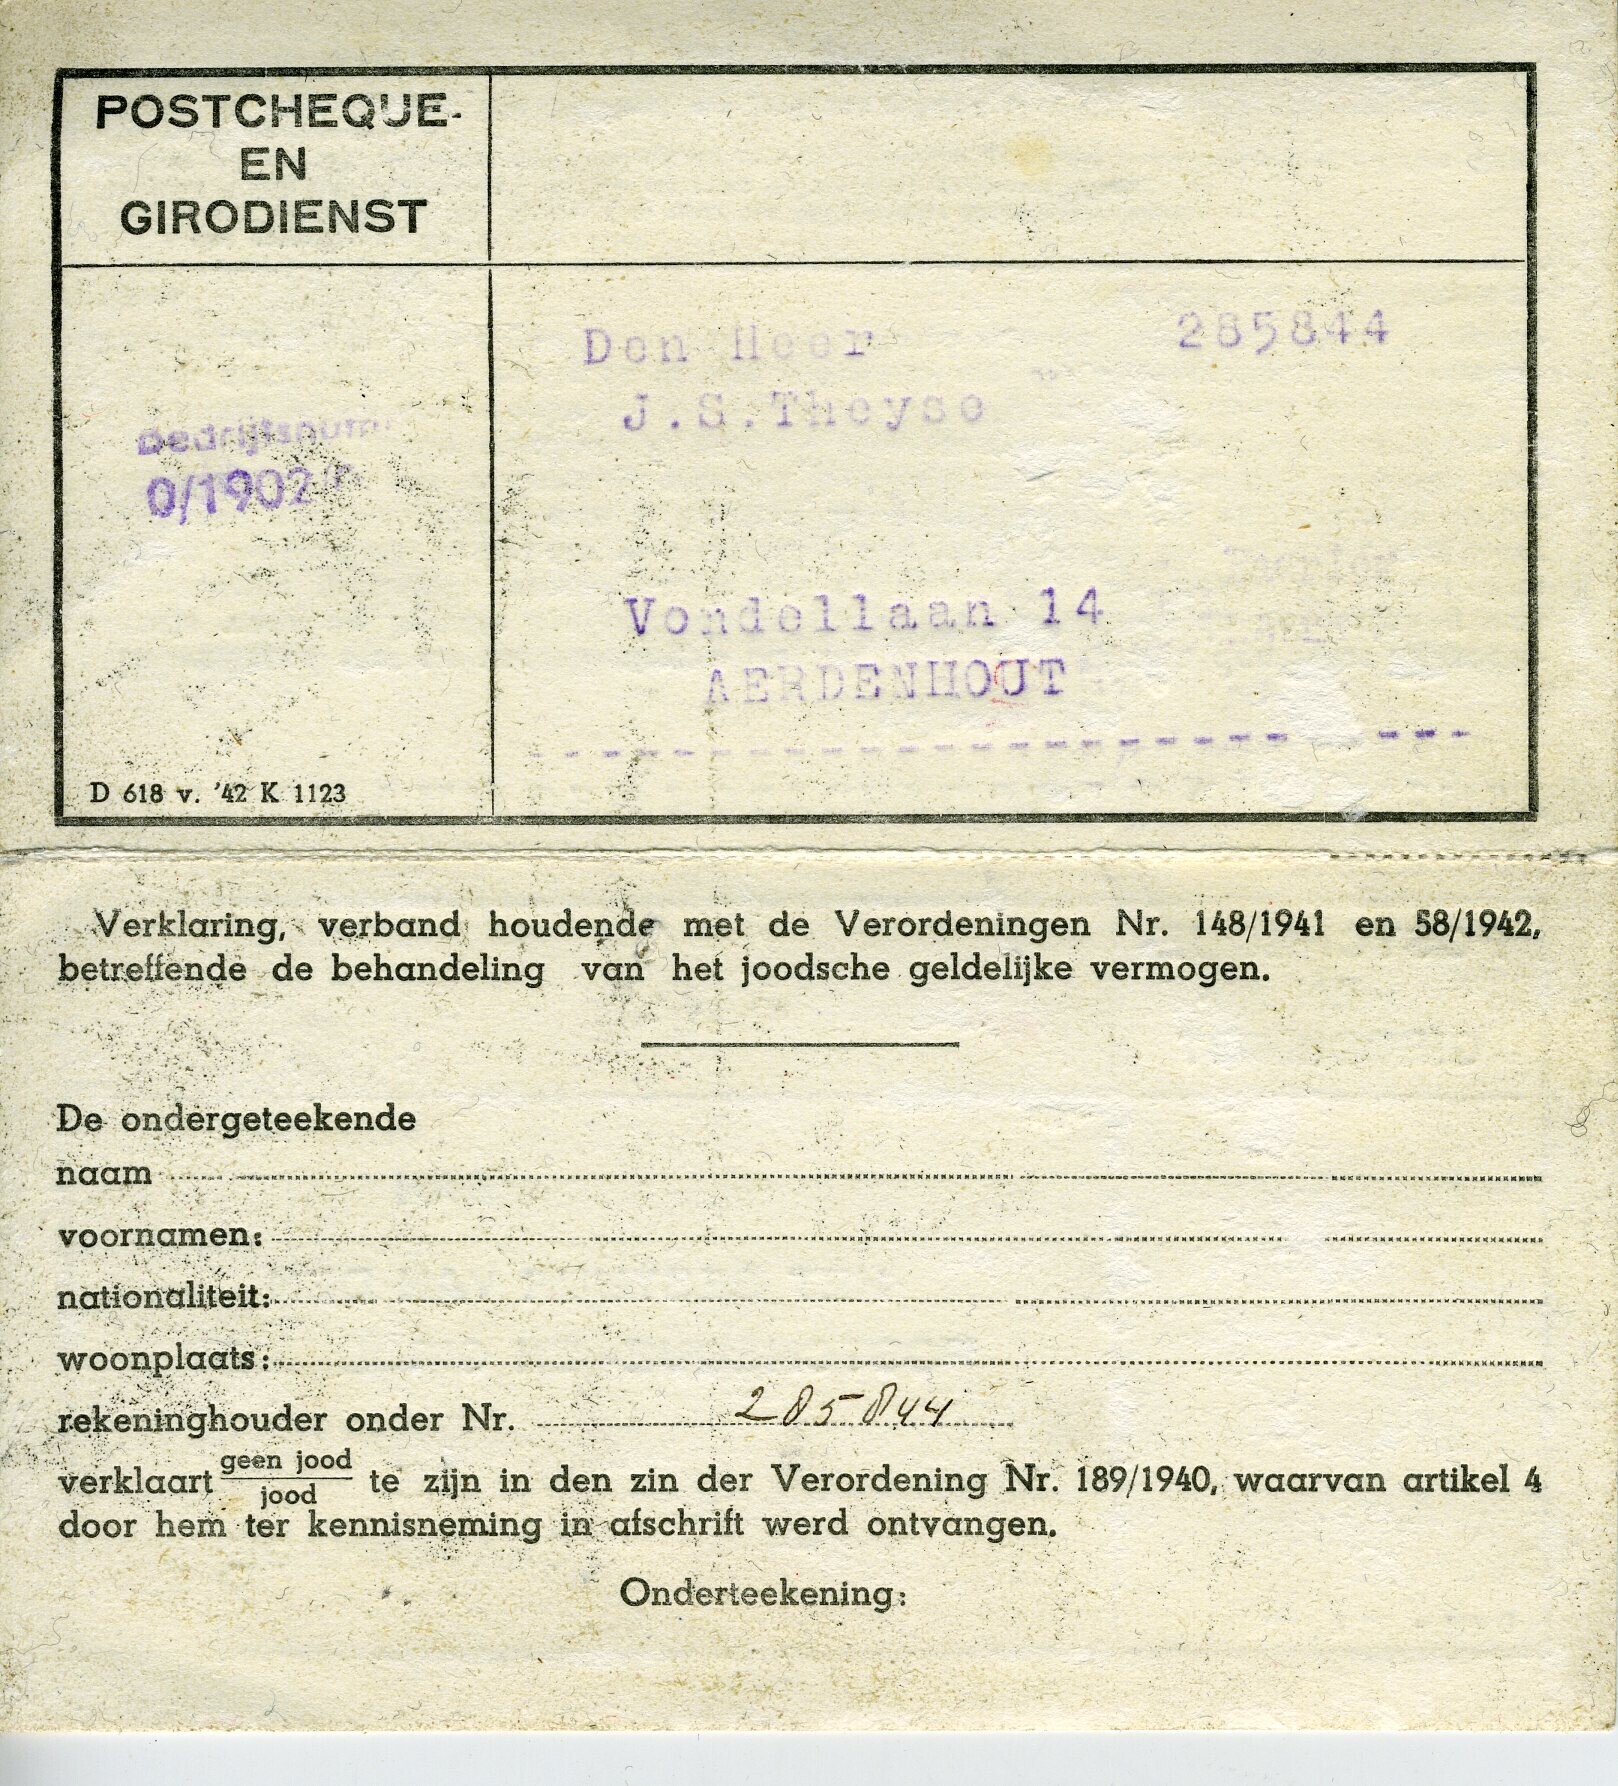 POSTCHEQUE-
EN
GIRODIENST
Den Heer 285844
J.S.Theyse
Bedrijfsnum.
0/1902
Vondellaan 14
AERDENHOUT
D 618 v. '42 K 1123
Verklaring, verband houdende met de Verordeningen Nr. 148/1941 en 58/1942,
betreffende de behandeling van het joodsche geldelijke vermogen.
De ondergeteekende
naam
voornamen:
nationaliteit:
woonplaats:
rekeninghouder onder Nr. 285844
verklaart geen jood
jood te zijn in den zin der Verordening Nr. 189/1940, waarvan artikel 4
door hem ter kennisneming in afschrift werd ontvangen.
Onderteekening: